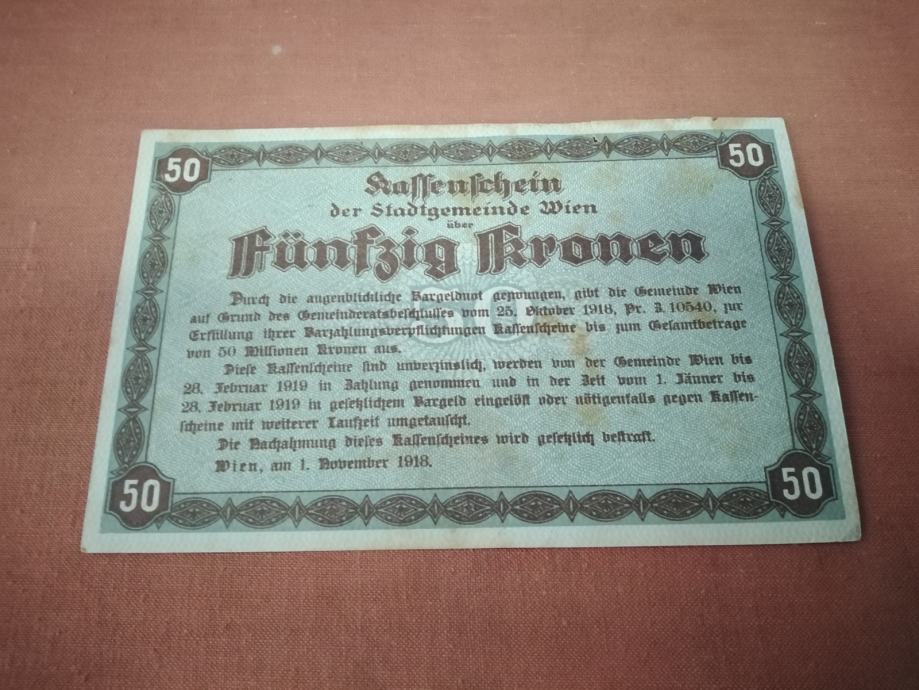 50
50
Kassenschein
der Stadtgemeinde Wien
über
Fünfzig Kronen
50
Durch die augenblickliche Bargeldnot gezwungen, gibt die Gemeinde Wien
auf Grund des Gemeinderatsbeschlusses vom 25. Oktober 1918, Pr. Z. 10540, zur
Erfüllung ihrer Barzahlungsverpflichtungen Kassenscheine bis zum Gesamtbetrage
von 50 Millionen Kronen aus.
Diese Kassenscheine sind unverzinslich, werden von der Gemeinde Wien bis
28. Februar 1919 in Zahlung genommen und in der Zeit vom 1. Jänner bis
28. Februar 1919 in gesetzlichem Bargeld eingelöst oder nötigenfalls gegen Kassen-
scheine mit weiterer Laufzeit umgetauscht.
Die Nachahmung dieses Kassenscheines wird gesetzlich bestraft.
Wien, am 1. November 1918.
50
50